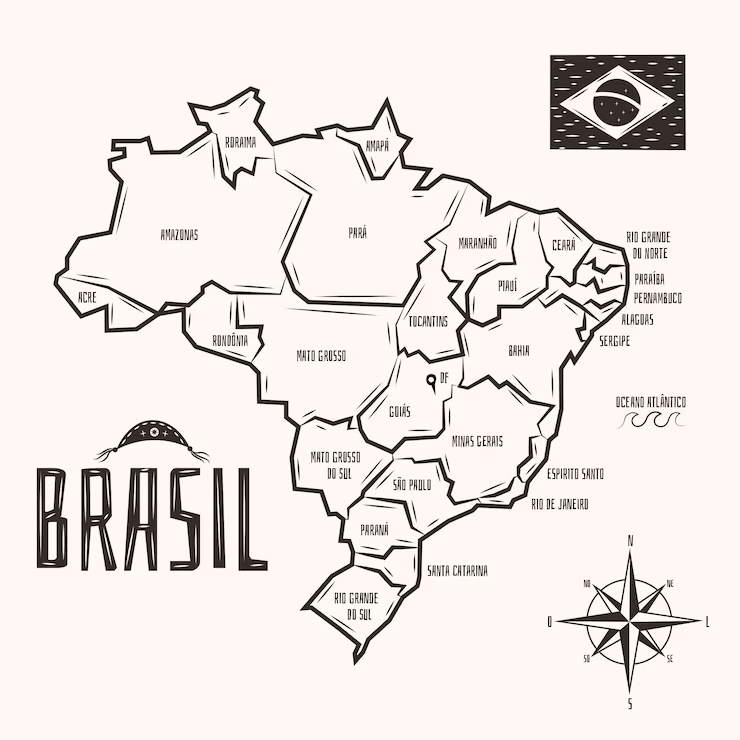 RORAIMA
AMAPÁ
AMAZONAS
PARÁ
MARANHÃO
CEARÁ
RIO GRANDE
DO NORTE
PIAUÍ
PARAÍBA
PERNAMBUCO
ACRE
TOCANTINS
ALAGOAS
RONDÔNIA
SERGIPE
MATO GROSSO
BAHIA
DF
GOIÁS
OCEANO ATLÂNTICO
MINAS GERAIS
MATO GROSSO
DO SUL
ESPIRITO SANTO
SÃO PAULO
RIO DE JANEIRO
BRASIL
PARANÁ
SANTA CATARINA
RIO GRANDE
DO SUL
N
NO
NE
O
L
SO
SE
S